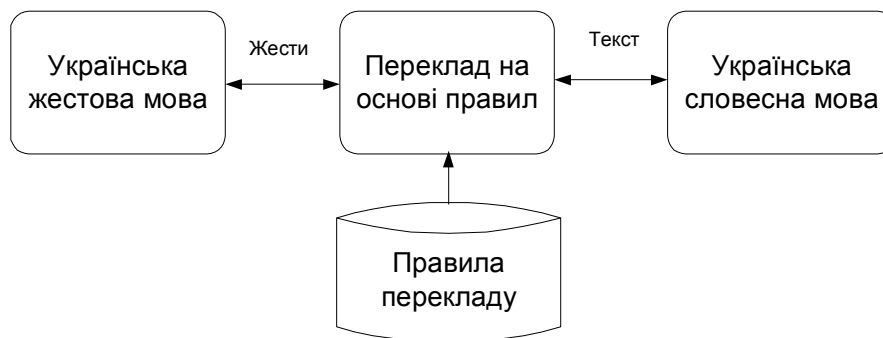 Українська
жестова мова
Жести
Переклад на
основі правил
Текст
Українська
словесна мова
Правила
перекладу